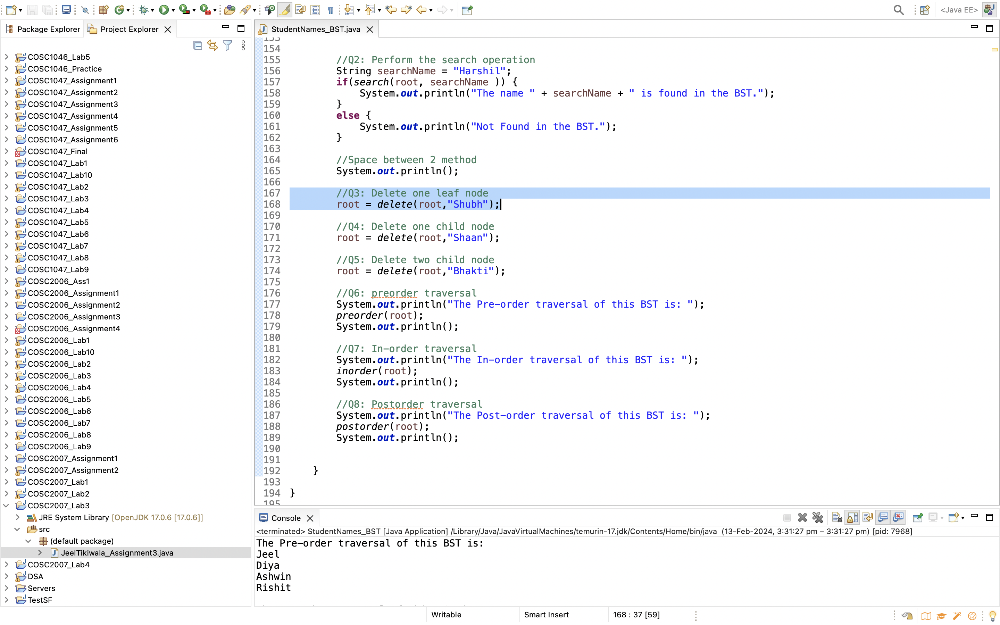 <Java EE>
Package Explorer
Project Explorer
COSC1046_Lab5
COSC1046_Practice
COSC1047_Assignment1
COSC1047_Assignment2
COSC1047_Assignment3
COSC1047_Assignment4
COSC1047_Assignment5
COSC1047_Assignment6
COSC1047_Final
COSC1047_Lab1
COSC1047_Lab10
COSC1047_Lab2
COSC1047_Lab3
COSC1047_Lab4
COSC1047_Lab5
COSC1047_Lab6
COSC1047_Lab7
COSC1047_Lab8
COSC1047_Lab9
COSC2006_Ass1
COSC2006_Assignment1
COSC2006_Assignment2
COSC2006_Assignment3
COSC2006_Assignment4
COSC2006_Lab1
COSC2006_Lab10
COSC2006_Lab2
COSC2006_Lab3
COSC2006_Lab4
COSC2006_Lab5
COSC2006_Lab6
COSC2006_Lab7
COSC2006_Lab8
COSC2006_Lab9
COSC2007_Assignment1
COSC2007_Assignment2
COSC2007_Lab1
COSC2007_Lab2
COSC2007_Lab3
JRE System Library [OpenJDK 17.0.6 [17.0.6]]
src
(default package)
JeelTikiwala_Assignment3.java
COSC2007_Lab4
DSA
Servers
TestSF
StudentNames_BST.java
153
154
155 //Q2: Perform the search operation
156 String searchName = "Harshil";
157 if(search(root, searchName )) {
158 System.out.println("The name " + searchName + " is found in the BST.");
159 }
160 else {
161 System.out.println("Not Found in the BST.");
162 }
163
164 //Space between 2 method
165 System.out.println();
166
167 //Q3: Delete one leaf node
168 root = delete(root,"Shubh");
169
170 //Q4: Delete one child node
171 root = delete(root,"Shaan");
172
173 //Q5: Delete two child node
174 root = delete(root,"Bhakti");
175
176 //Q6: preorder traversal
177 System.out.println("The Pre-order traversal of this BST is: ");
178 preorder(root);
179 System.out.println();
180
181 //Q7: In-order traversal
182 System.out.println("The In-order traversal of this BST is: ");
183 inorder(root);
184 System.out.println();
185
186 //Q8: Postorder traversal
187 System.out.println("The Post-order traversal of this BST is: ");
188 postorder(root);
189 System.out.println();
190
191
192 }
193
194 }
195
Console
<terminated> StudentNames_BST [Java Application] /Library/Java/JavaVirtualMachines/temurin-17.jdk/Contents/Home/bin/java (13-Feb-2024, 3:31:27 pm – 3:31:27 pm) [pid: 7968]
The Pre-order traversal of this BST is:
Jeel
Diya
Ashwin
Rishit
Writable
Smart Insert
168 : 37 [59]